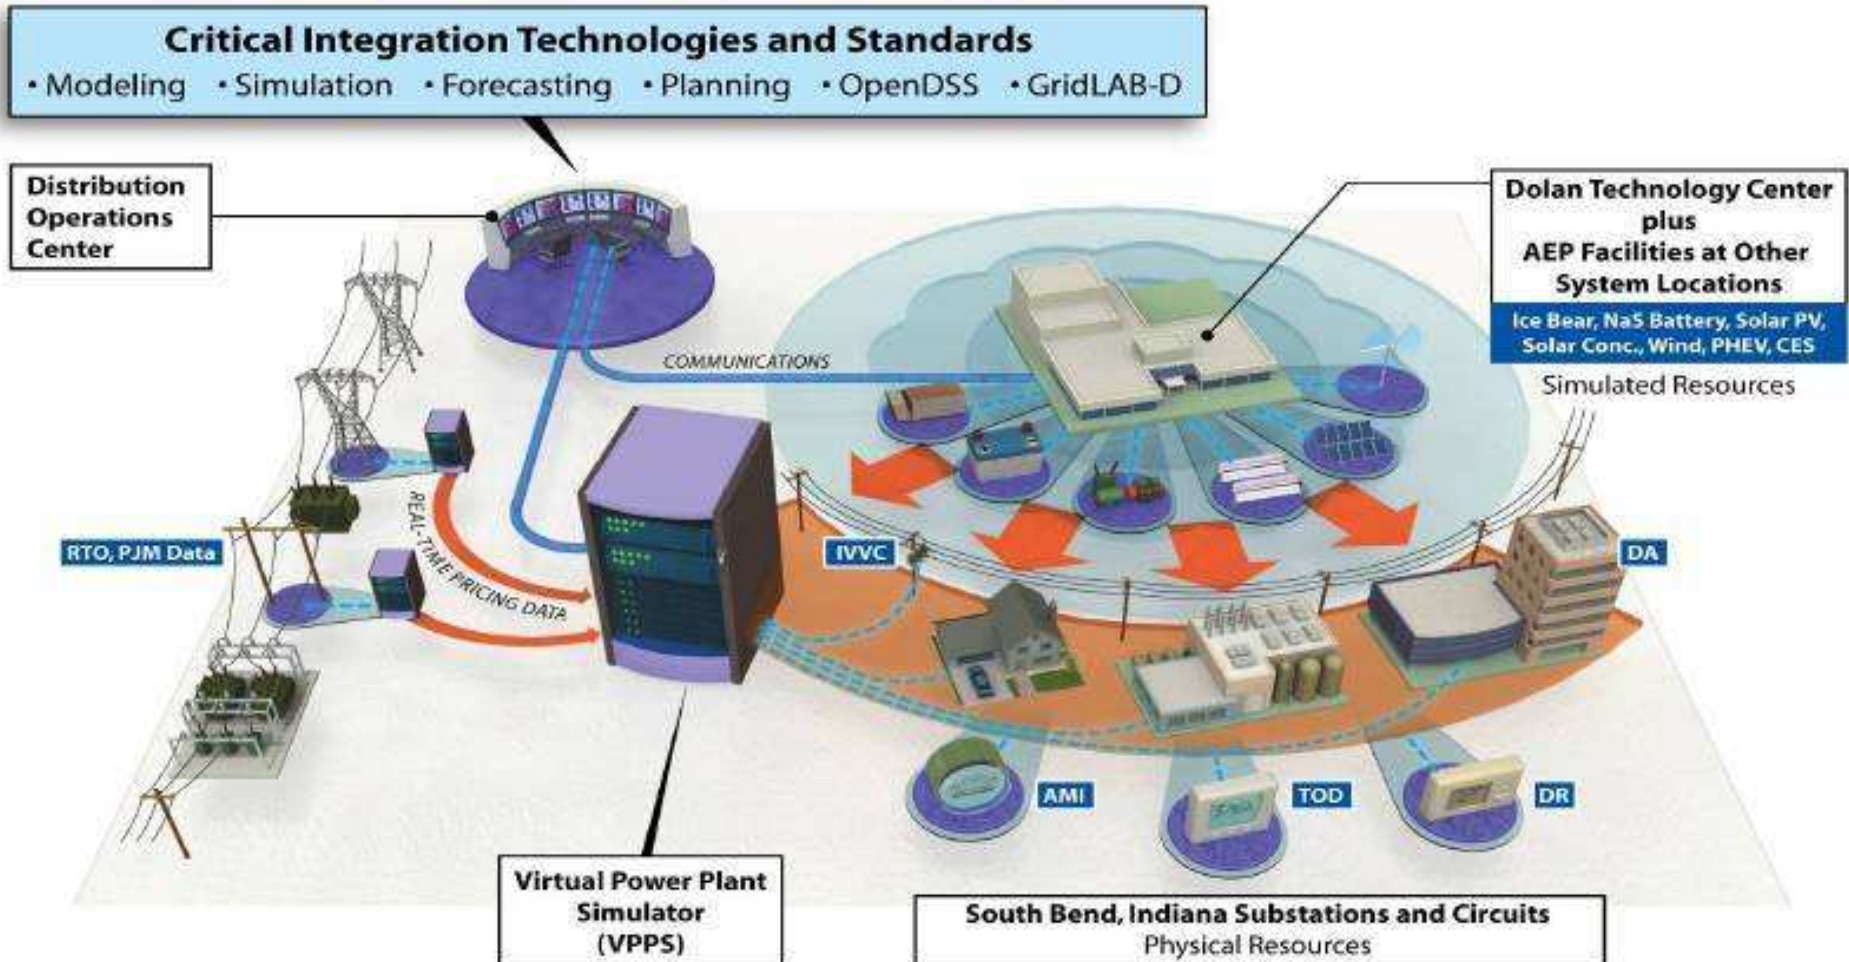 Critical Integration Technologies and Standards
• Modeling • Simulation • Forecasting • Planning • OpenDSS • GridLAB-D
Distribution
Operations
Center
Dolan Technology Center
plus
AEP Facilities at Other
System Locations
Ice Bear, NaS Battery, Solar PV,
Solar Conc., Wind, PHEV, CES
Simulated Resources
COMMUNICATIONS
REAL-TIME PRICING DATA
RTO, PJM Data
IVVC
DA
AMI
TOD
DR
Virtual Power Plant
Simulator
(VPPS)
South Bend, Indiana Substations and Circuits
Physical Resources